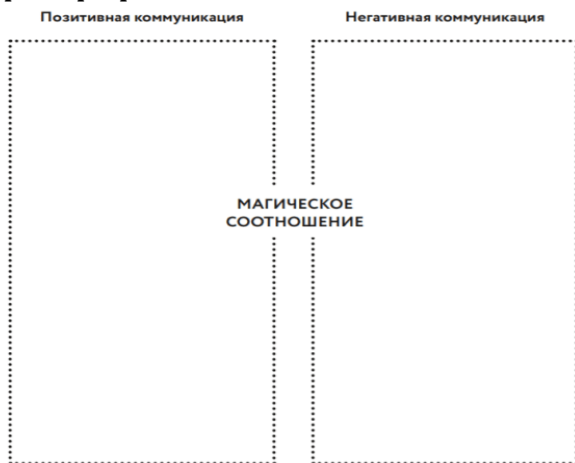 Позитивная коммуникация
Негативная коммуникация
МАГИЧЕСКОЕ
СООТНОШЕНИЕ